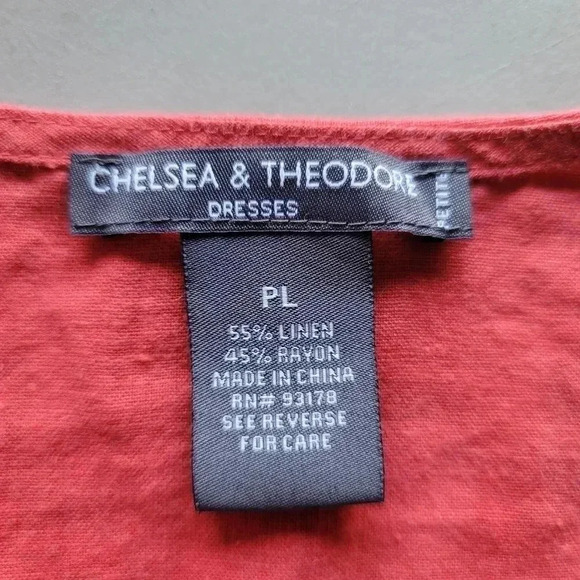 CHELSEA & THEODORE
DRESSES
PETITE
PL
55% LINEN
45% RAYON
MADE IN CHINA
RN# 93178
SEE REVERSE
FOR CARE